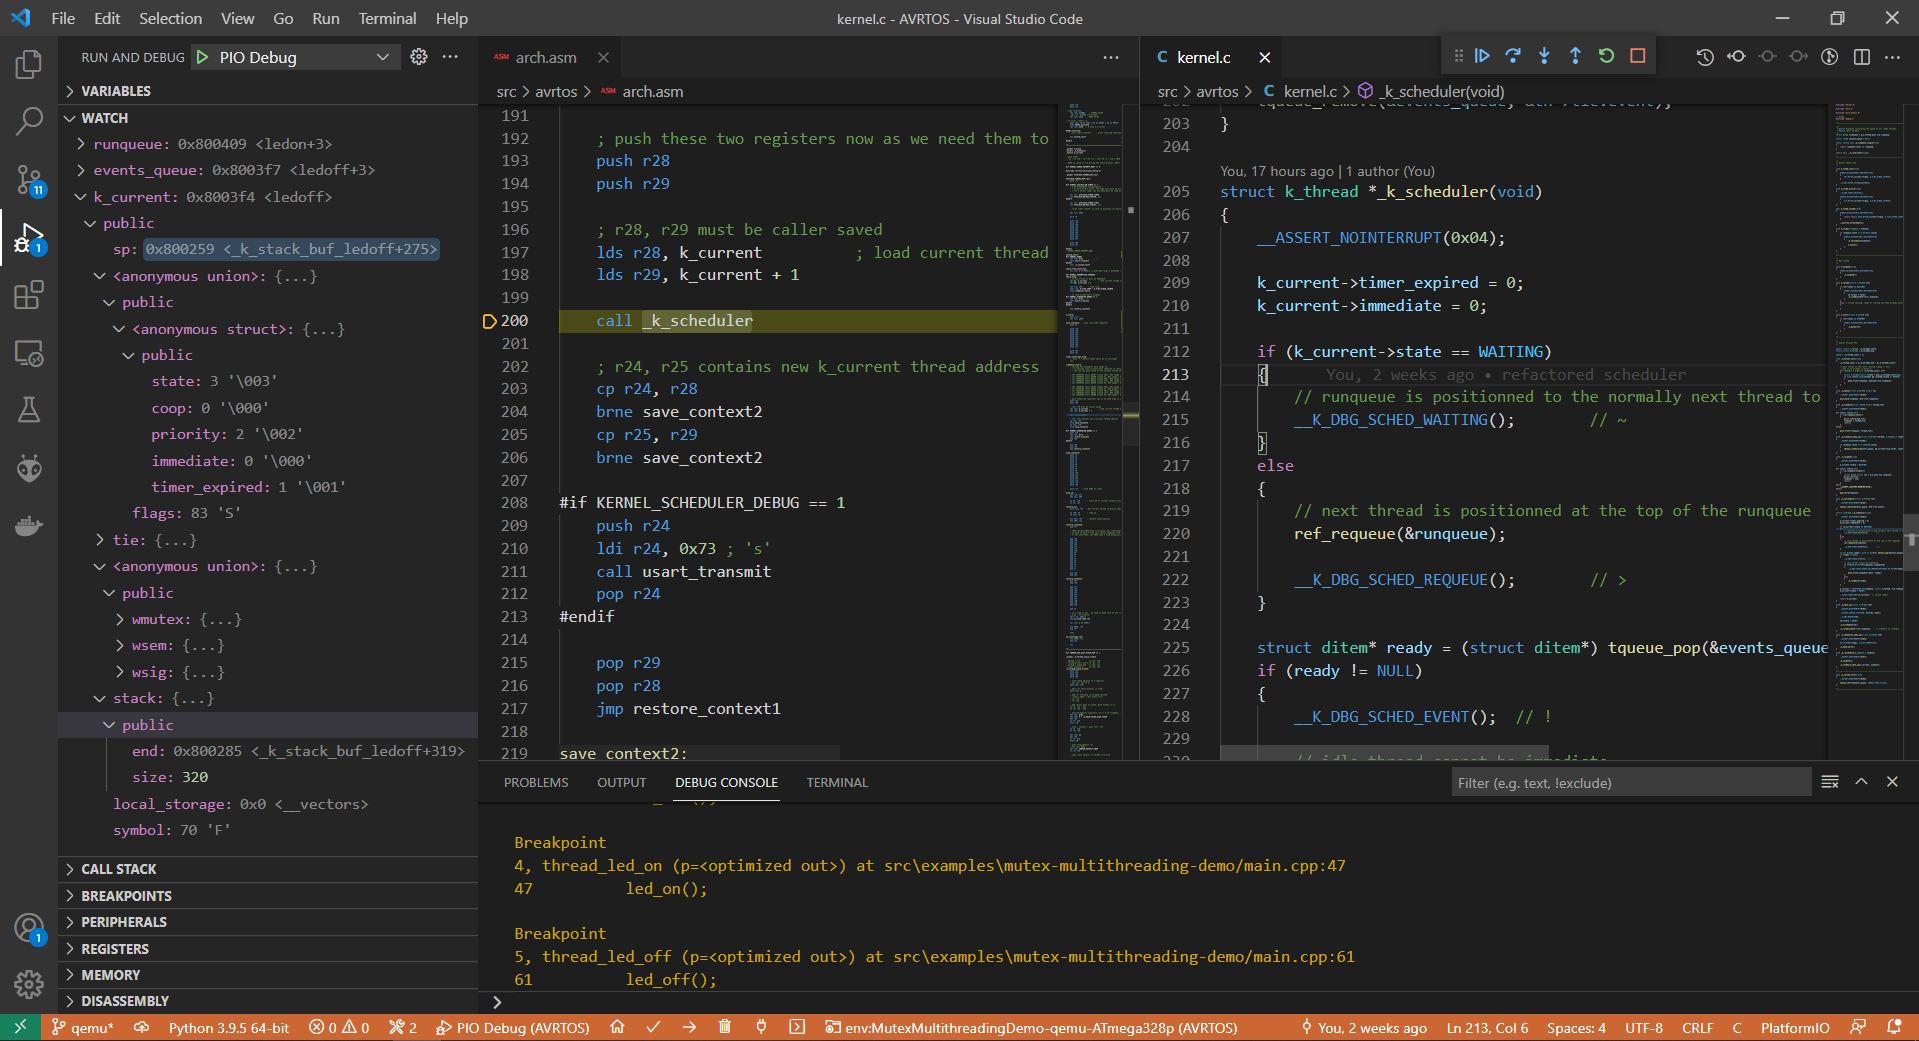 File Edit Selection View Go Run Terminal Help
kernel.c - AVRTOS - Visual Studio Code
RUN AND DEBUG PIO Debug
VARIABLES
WATCH
runqueue: 0x800409 <ledon+3>
events_queue: 0x8003f7 <ledoff+3>
k_current: 0x8003f4 <ledoff>
public
sp: 0x800259 <_k_stack_buf_ledoff+275>
<anonymous union>: {...}
public
<anonymous struct>: {...}
public
state: 3 '\003'
coop: 0 '\000'
priority: 2 '\002'
immediate: 0 '\000'
timer_expired: 1 '\001'
flags: 83 'S'
tie: {...}
<anonymous union>: {...}
public
wmutex: {...}
wsem: {...}
wsig: {...}
stack: {...}
public
end: 0x800285 <_k_stack_buf_ledoff+319>
size: 320
local_storage: 0x0 <__vectors>
symbol: 70 'F'
CALL STACK
BREAKPOINTS
PERIPHERALS
REGISTERS
MEMORY
DISASSEMBLY
11
1
1
ASM arch.asm
src > avrtos > ASM arch.asm
191
192 ; push these two registers now as we need them to
193 push r28
194 push r29
195
196 ; r28, r29 must be caller saved
197 lds r28, k_current ; load current thread
198 lds r29, k_current + 1
199
200 call _k_scheduler
201
202 ; r24, r25 contains new k_current thread address
203 cp r24, r28
204 brne save_context2
205 cp r25, r29
206 brne save_context2
207
208 #if KERNEL_SCHEDULER_DEBUG == 1
209 push r24
210 ldi r24, 0x73 ; 's'
211 call usart_transmit
212 pop r24
213 #endif
214
215 pop r29
216 pop r28
217 jmp restore_context1
218
219 save_context2:
C kernel.c
src > avrtos > C kernel.c > _k_scheduler(void)
203 }
204
You, 17 hours ago | 1 author (You)
205 struct k_thread *_k_scheduler(void)
206 {
207 __ASSERT_NOINTERRUPT(0x04);
208
209 k_current->timer_expired = 0;
210 k_current->immediate = 0;
211
212 if (k_current->state == WAITING)
213 { You, 2 weeks ago • refactored scheduler
214 // runqueue is positionned to the normally next thread to
215 __K_DBG_SCHED_WAITING(); // ~
216 }
217 else
218 {
219 // next thread is positionned at the top of the runqueue
220 ref_requeue(&runqueue);
221
222 __K_DBG_SCHED_REQUEUE(); // >
223 }
224
225 struct ditem* ready = (struct ditem*) tqueue_pop(&events_queue
226 if (ready != NULL)
227 {
228 __K_DBG_SCHED_EVENT(); // !
229
PROBLEMS OUTPUT DEBUG CONSOLE TERMINAL
Filter (e.g. text, !exclude)
Breakpoint
4, thread_led_on (p=<optimized out>) at src\examples\mutex-multithreading-demo/main.cpp:47
47 led_on();
Breakpoint
5, thread_led_off (p=<optimized out>) at src\examples\mutex-multithreading-demo/main.cpp:61
61 led_off();
qemu* Python 3.9.5 64-bit 0 0 2 PIO Debug (AVRTOS) env:MutexMultithreadingDemo-qemu-ATmega328p (AVRTOS) You, 2 weeks ago Ln 213, Col 6 Spaces: 4 UTF-8 CRLF C PlatformIO